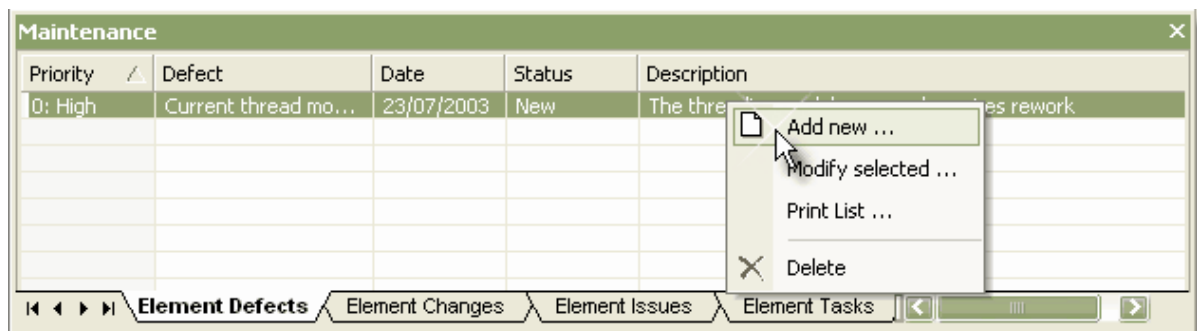 Maintenance
Priority Defect Date Status Description
0: High Current thread mo... 23/07/2003 New The thre es rework
Add new ...
Modify selected ...
Print List ...
Delete
Element Defects Element Changes Element Issues Element Tasks